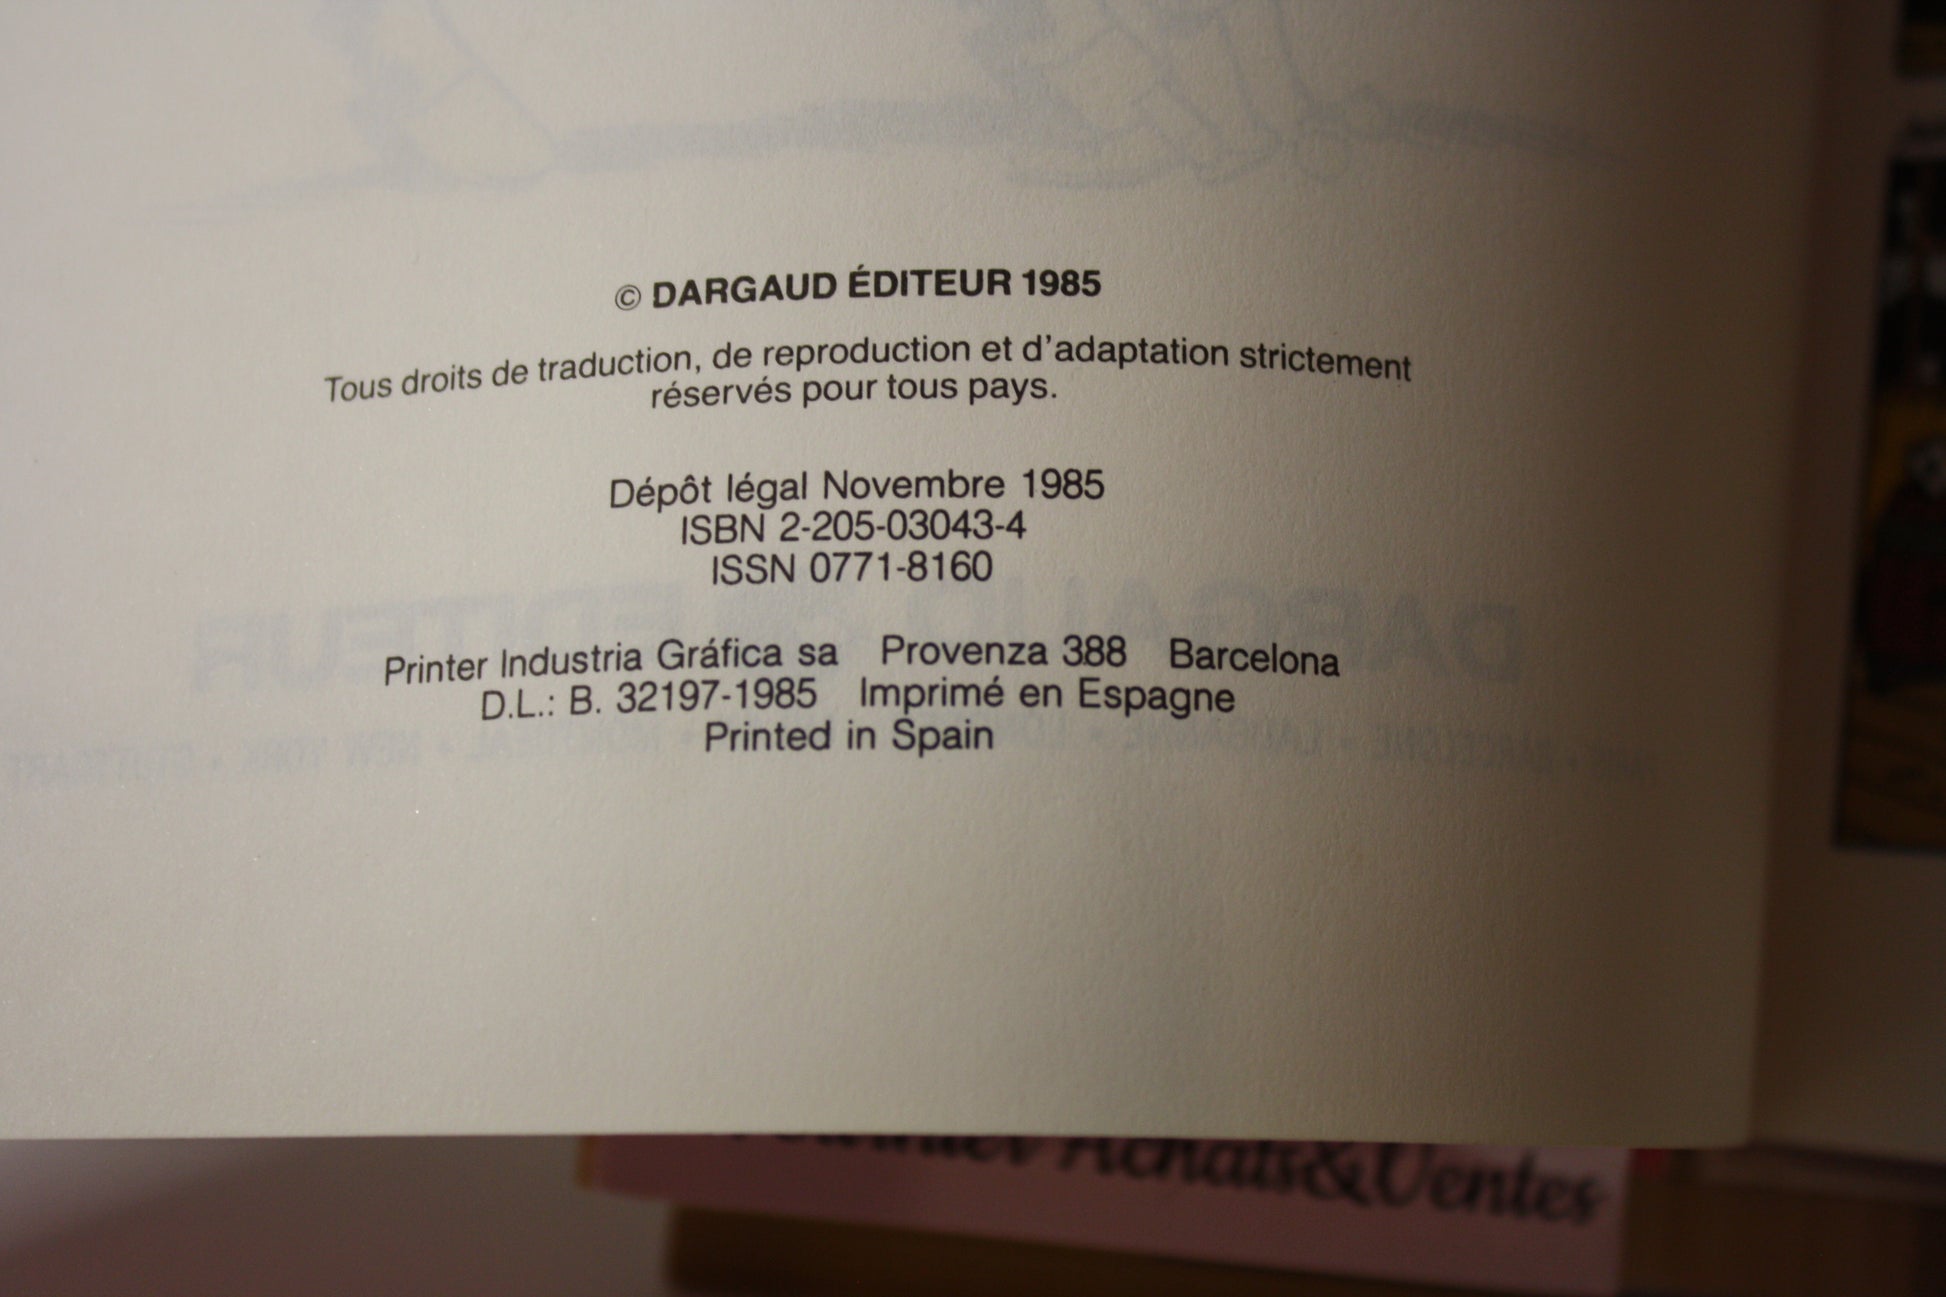 © DARGAUD ÉDITEUR 1985
Tous droits de traduction, de reproduction et d'adaptation strictement
réservés pour tous pays.
Dépôt légal Novembre 1985
ISBN 2-205-03043-4
ISSN 0771-8160
Printer Industria Gráfica sa Provenza 388 Barcelona
D.L.: B. 32197-1985 Imprimé en Espagne
Printed in Spain
Achats&Ventes